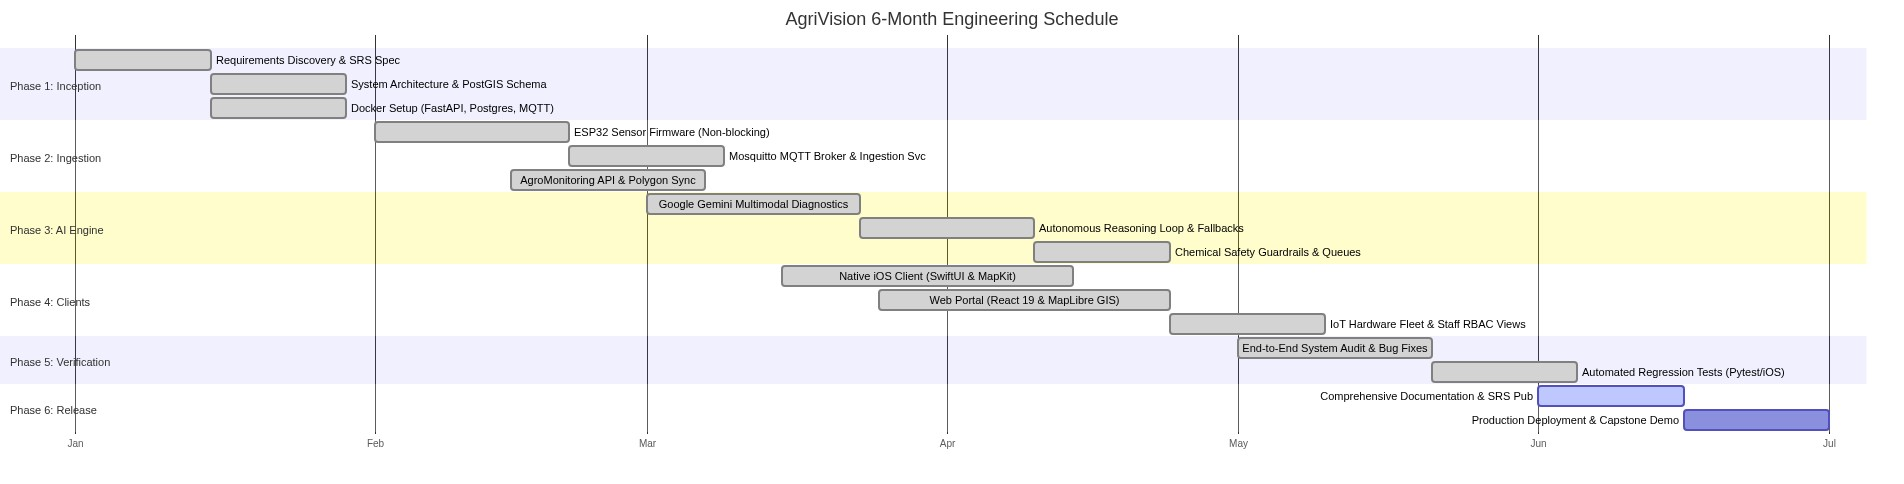 AgriVision 6-Month Engineering Schedule
Phase 1: Inception
Requirements Discovery & SRS Spec
System Architecture & PostGIS Schema
Docker Setup (FastAPI, Postgres, MQTT)
Phase 2: Ingestion
ESP32 Sensor Firmware (Non-blocking)
Mosquitto MQTT Broker & Ingestion Svc
AgroMonitoring API & Polygon Sync
Phase 3: AI Engine
Google Gemini Multimodal Diagnostics
Autonomous Reasoning Loop & Fallbacks
Chemical Safety Guardrails & Queues
Phase 4: Clients
Native iOS Client (SwiftUI & MapKit)
Web Portal (React 19 & MapLibre GIS)
IoT Hardware Fleet & Staff RBAC Views
Phase 5: Verification
End-to-End System Audit & Bug Fixes
Automated Regression Tests (Pytest/iOS)
Phase 6: Release
Comprehensive Documentation & SRS Pub
Production Deployment & Capstone Demo
Jan Feb Mar Apr May Jun Jul